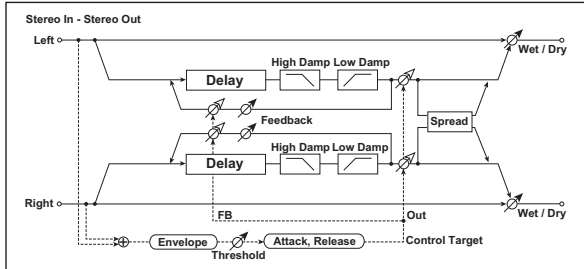 Stereo In - Stereo Out
Left
Wet / Dry
High Damp Low Damp
Delay
Feedback
Spread
High Damp Low Damp
Delay
Right
FB
Out
Wet / Dry
Envelope
Threshold
Attack, Release
Control Target